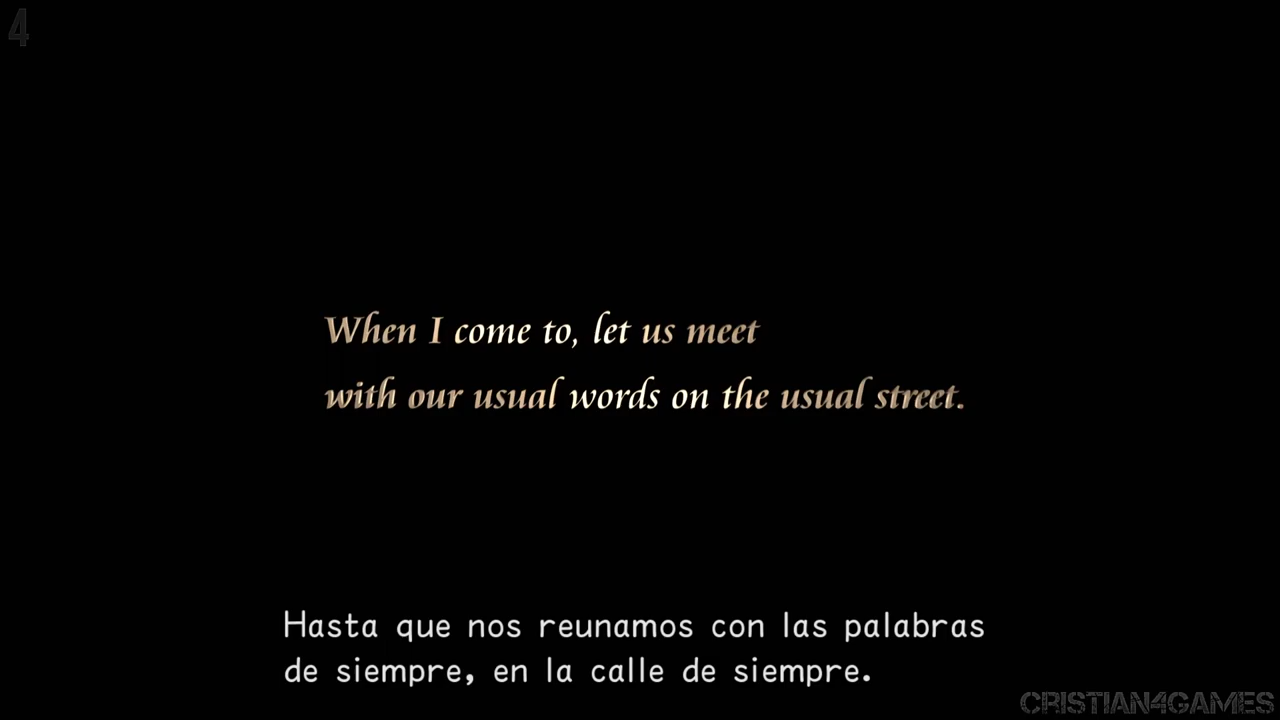 4
When I come to, let us meet
with our usual words on the usual street.
Hasta que nos reunamos con las palabras
de siempre, en la calle de siempre.
CRISTIAN4GAMES